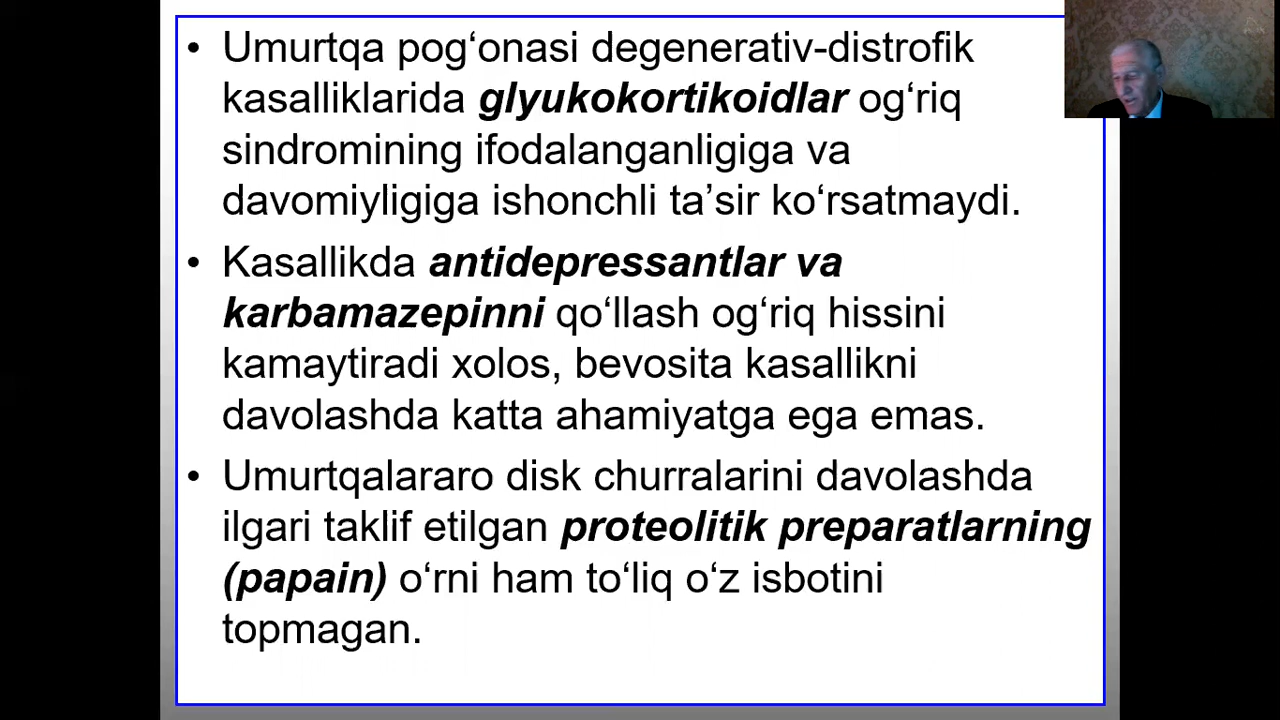 • Umurtqa pog‘onasi degenerativ-distrofik
kasalliklarida glyukokortikoidlar og‘riq
sindromining ifodalanganligiga va
davomiyligiga ishonchli ta’sir ko‘rsatmaydi.
• Kasallikda antidepressantlar va
karbamazepinni qo‘llash og‘riq hissini
kamaytiradi xolos, bevosita kasallikni
davolashda katta ahamiyatga ega emas.
• Umurtqalararo disk churralarini davolashda
ilgari taklif etilgan proteolitik preparatlarning
(papain) o‘rni ham to‘liq o‘z isbotini
topmagan.